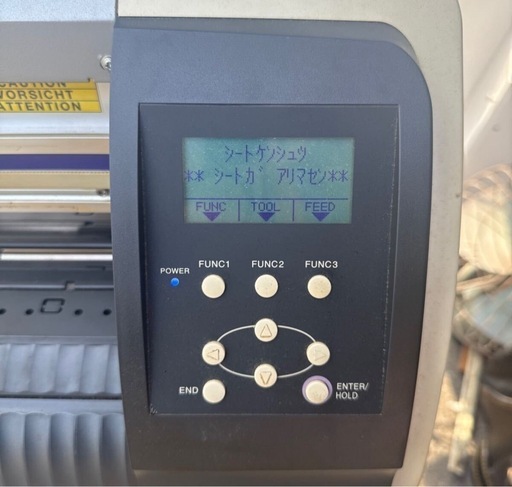 CAUTION
VORSICHT
ATTENTION
シートケンシュツ
** シートガ アリマセン**
FUNC TOOL FEED
POWER FUNC1 FUNC2 FUNC3
END ENTER/
HOLD